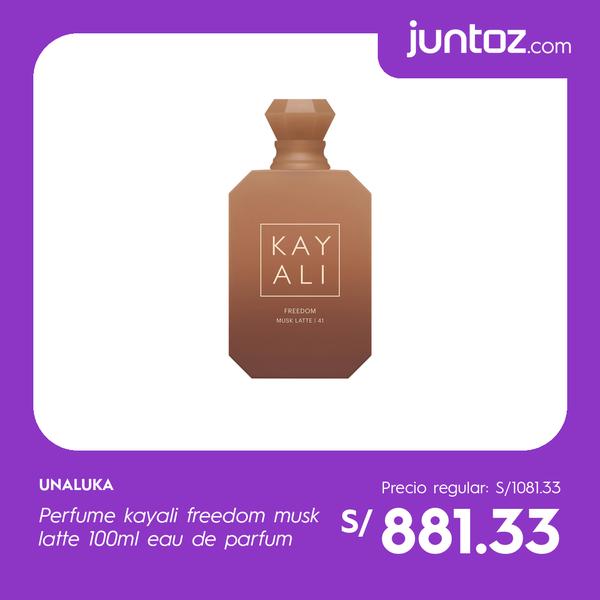 juntoz.com
KAY
ALI
FREEDOM
MUSK LATTE | 41
UNALUKA
Perfume kayali freedom musk
latte 100ml eau de parfum
Precio regular: S/1081.33
S/ 881.33